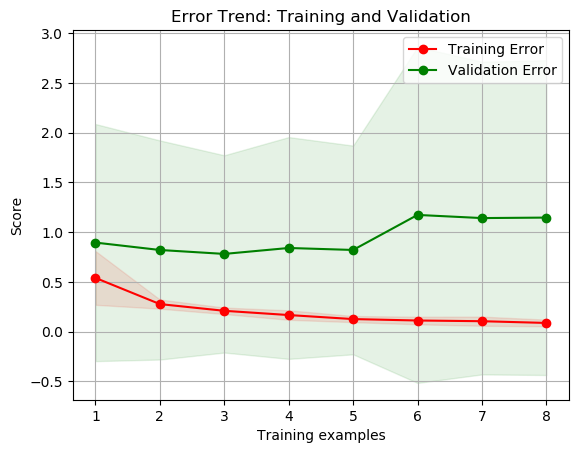 Error Trend: Training and Validation
Training Error
Validation Error
Score
3.0
2.5
2.0
1.5
1.0
0.5
0.0
−0.5
1 2 3 4 5 6 7 8
Training examples